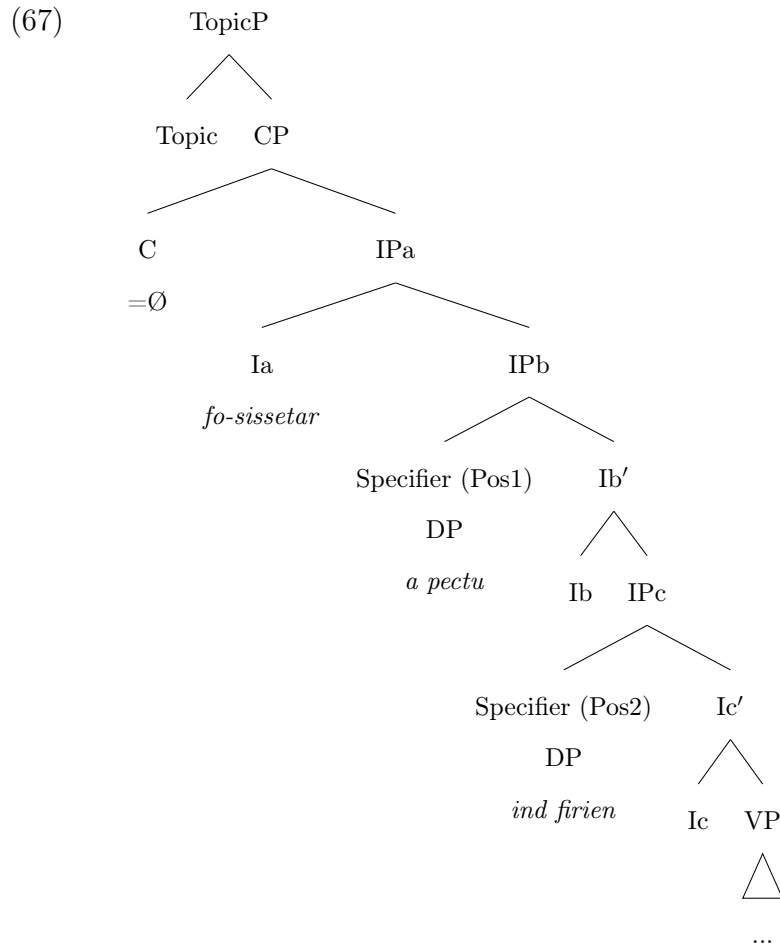 (67) TopicP
Topic CP
C IPa
=Ø
Ia IPb
fo-sissetar
Specifier (Pos1) Ib′
DP
a pectu
Ib IPc
Specifier (Pos2) Ic′
DP
ind firien
Ic VP
...